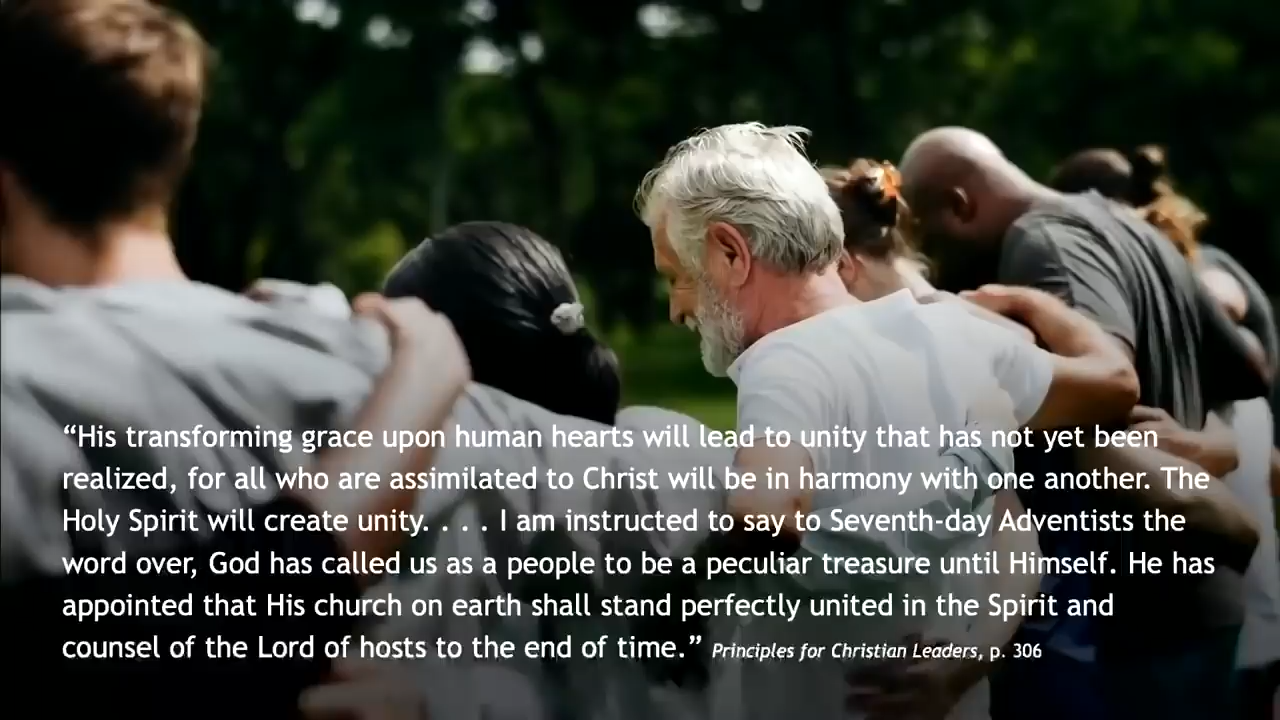 “His transforming grace upon human hearts will lead to unity that has not yet been
realized, for all who are assimilated to Christ will be in harmony with one another. The
Holy Spirit will create unity. . . . I am instructed to say to Seventh-day Adventists the
word over, God has called us as a people to be a peculiar treasure until Himself. He has
appointed that His church on earth shall stand perfectly united in the Spirit and
counsel of the Lord of hosts to the end of time.” Principles for Christian Leaders, p. 306